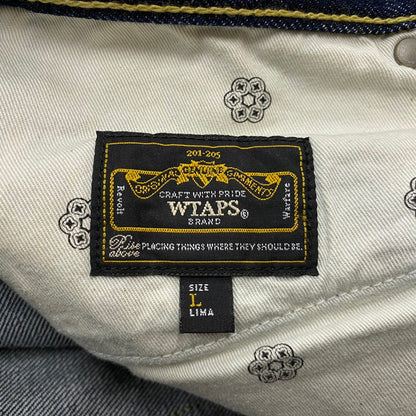 201-205
ORIGINAL GENUINE GARMENTS
CRAFT WITH PRIDE
Revolt
WTAPS®
Warfare
BRAND
Rise above
PLACING THINGS WHERE THEY SHOULD BE.
SIZE
L
LIMA